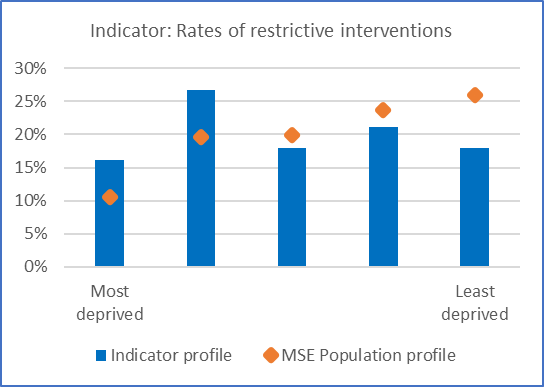 Indicator: Rates of restrictive interventions
30%
25%
20%
15%
10%
5%
0%
Most
deprived
Least
deprived
Indicator profile
MSE Population profile